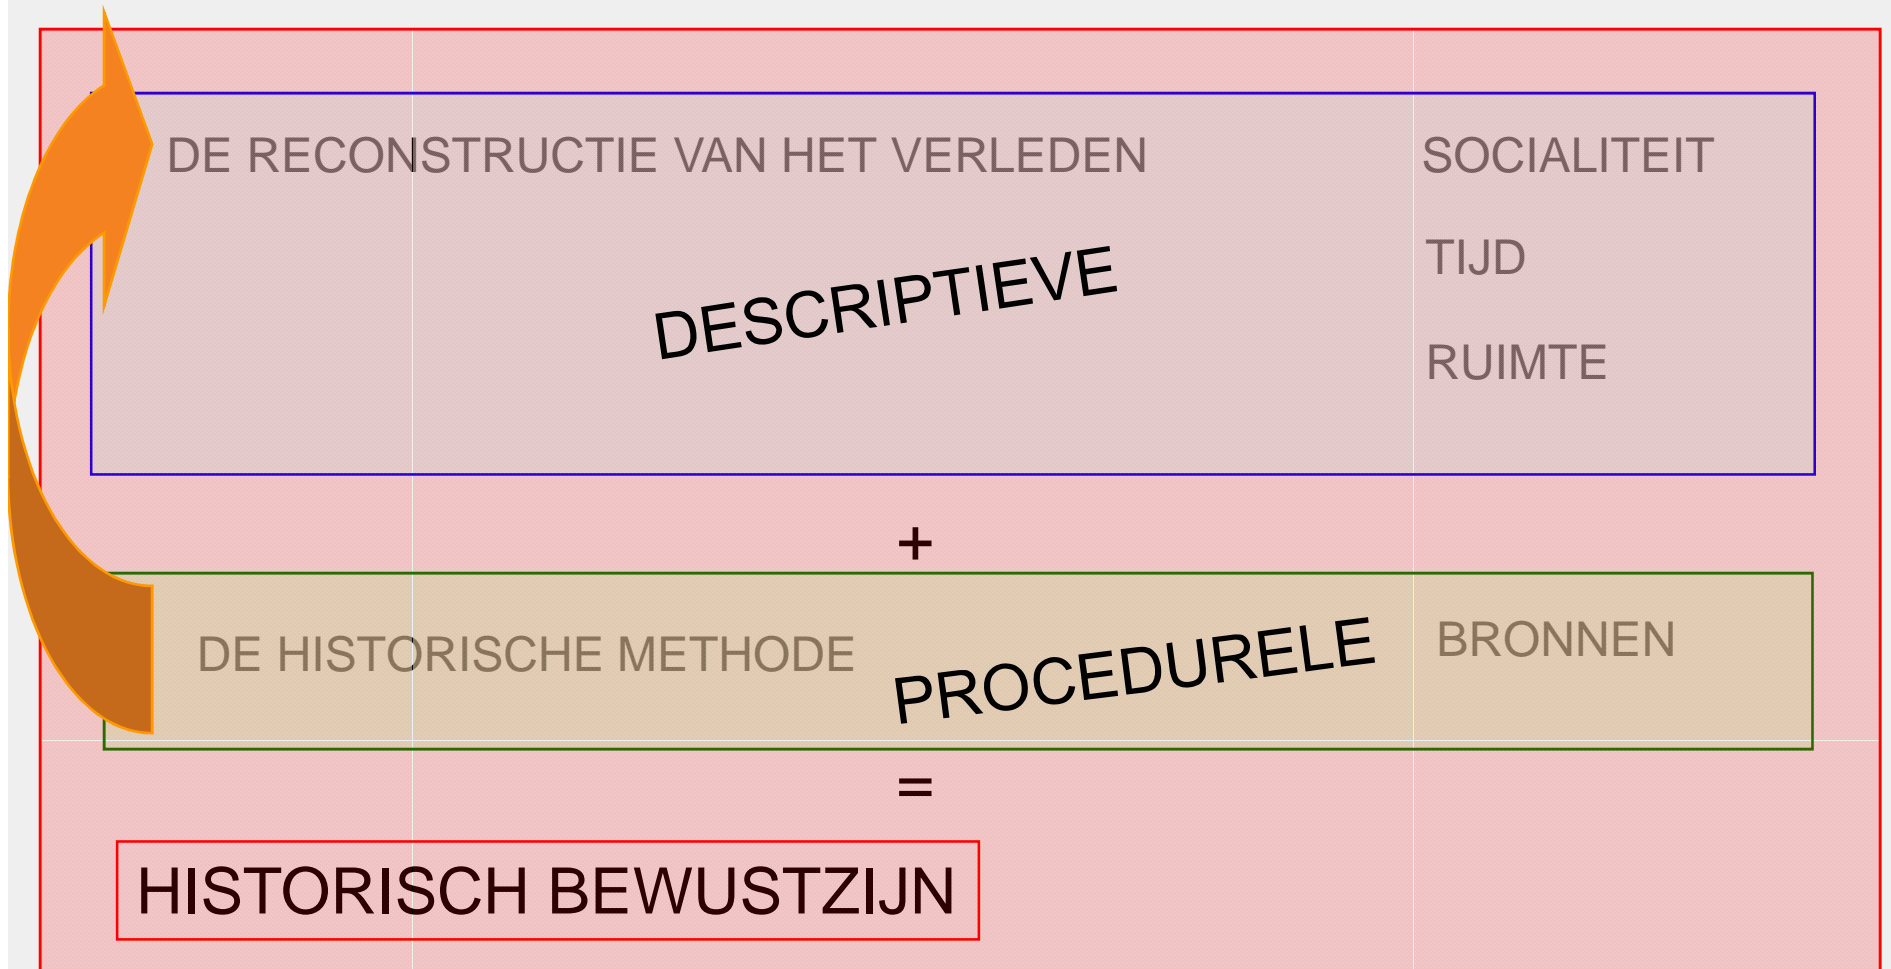 DE RECONSTRUCTIE VAN HET VERLEDEN
SOCIALITEIT
TIJD
RUIMTE
DESCRIPTIEVE
+
DE HISTORISCHE METHODE
PROCEDURELE
BRONNEN
=
HISTORISCH BEWUSTZIJN